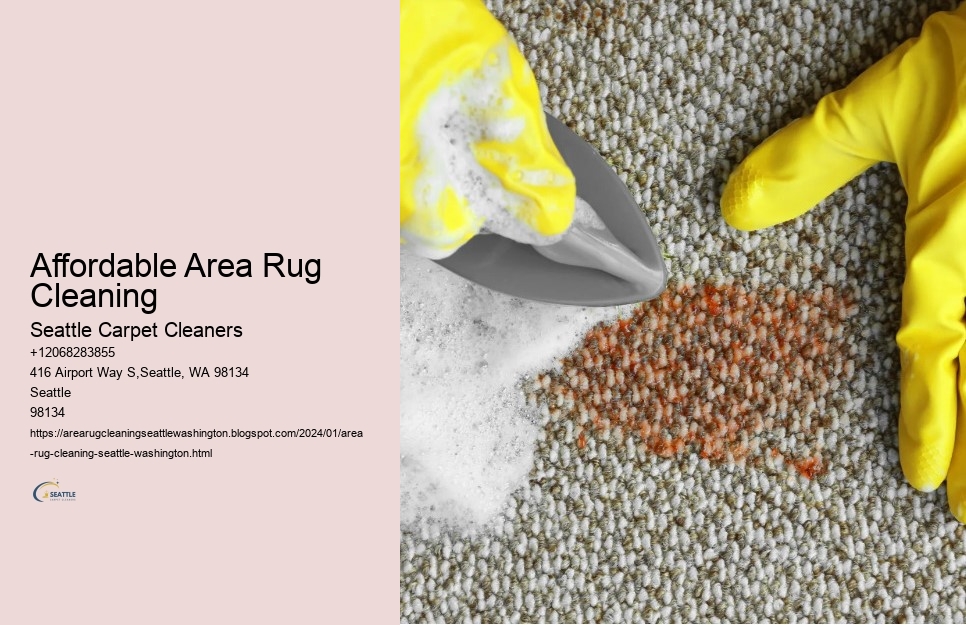 Affordable Area Rug
Cleaning
Seattle Carpet Cleaners
+12068283855
416 Airport Way S,Seattle, WA 98134
Seattle
98134
https://arearugcleaningseattlewashington.blogspot.com/2024/01/area
-rug-cleaning-seattle-washington.html
SEATTLE